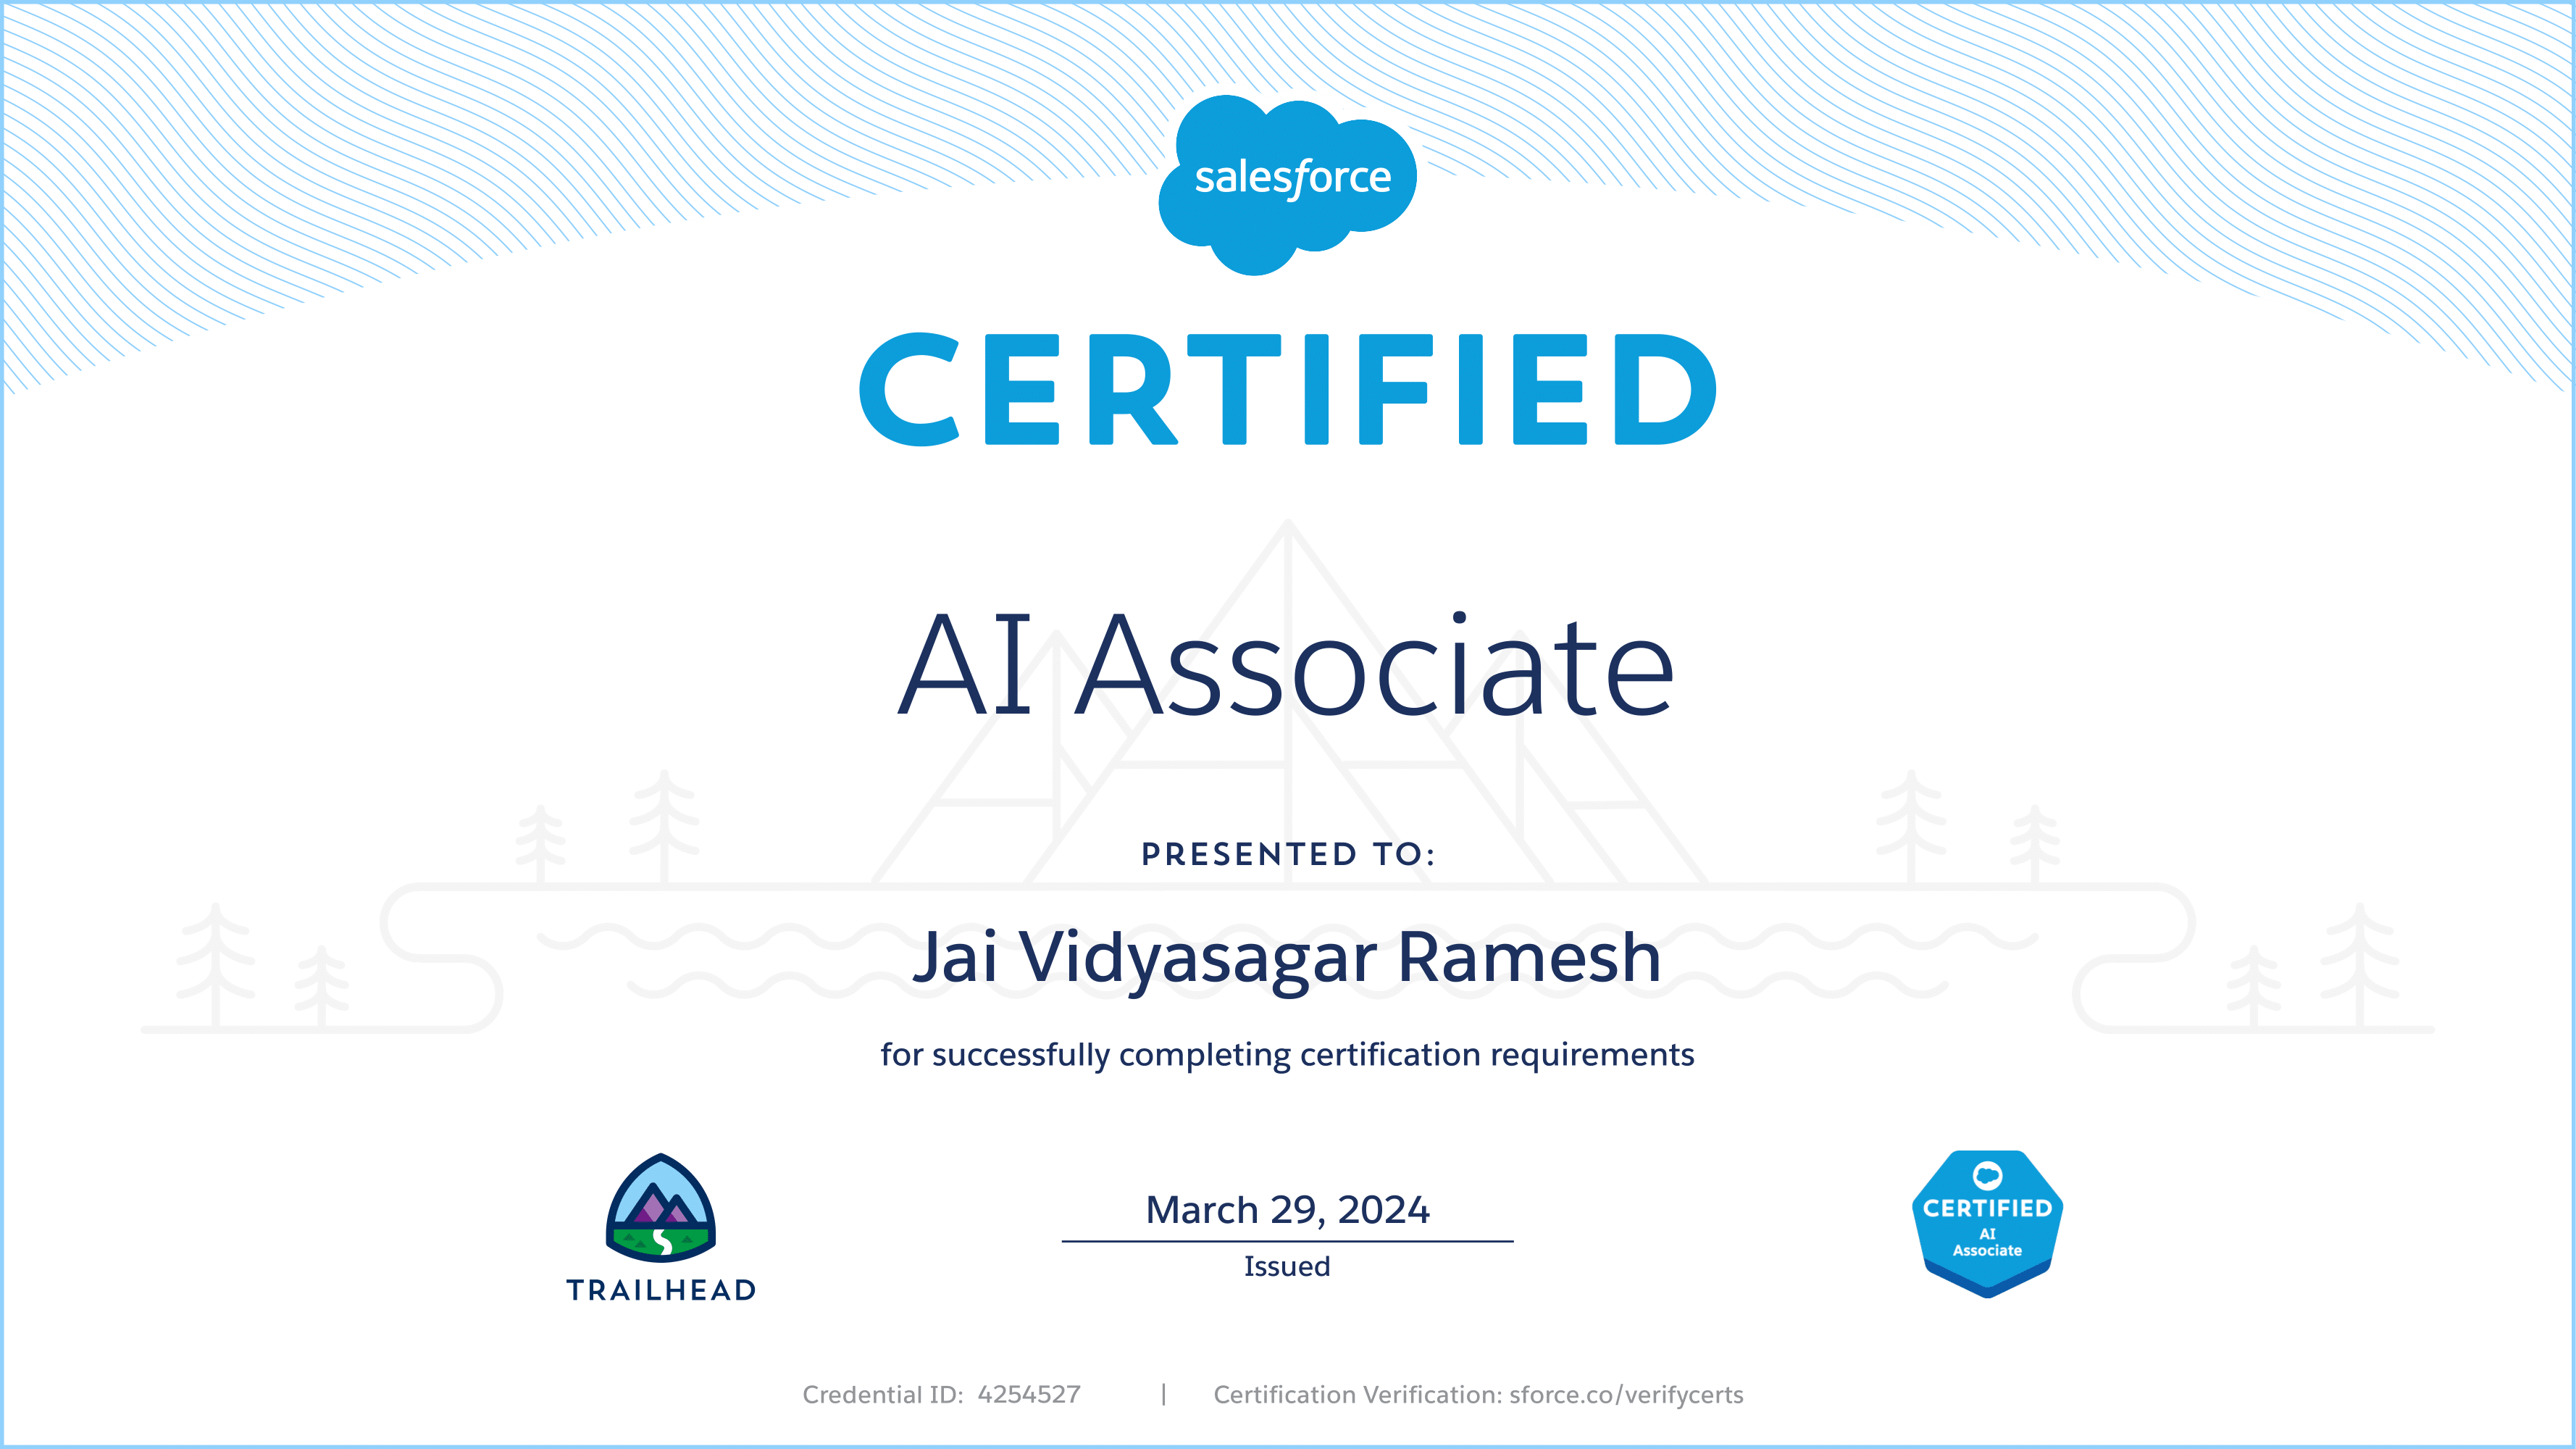 salesforce
CERTIFIED
AI Associate
PRESENTED TO:
Jai Vidyasagar Ramesh
for successfully completing certification requirements
TRAILHEAD
March 29, 2024
Issued
CERTIFIED
AI
Associate
Credential ID: 4254527 | Certification Verification: sforce.co/verifycerts